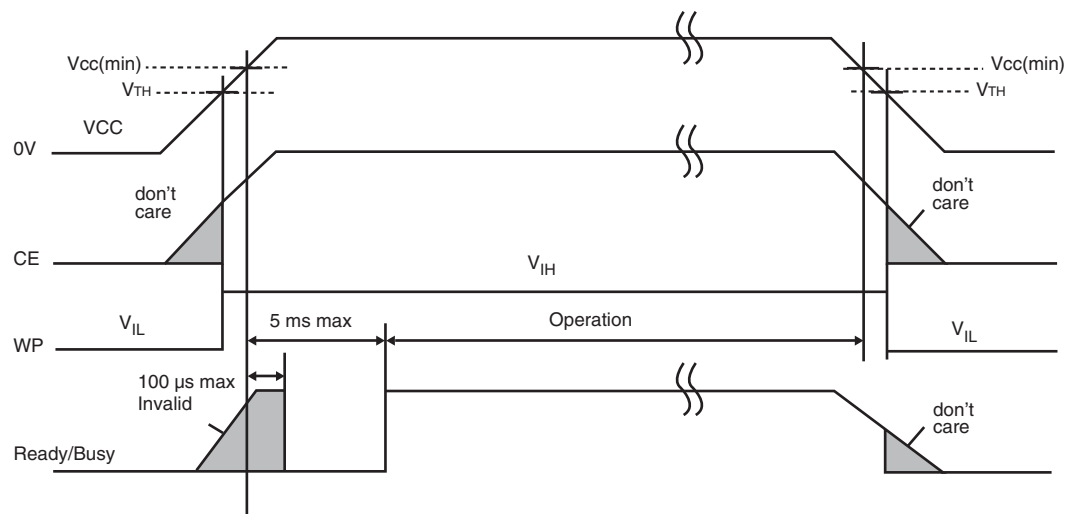 Vcc(min)
Vcc(min)
VTH
VTH
VCC
0V
don't
care
don't
care
CE
VIH
VIL
5 ms max
Operation
VIL
WP
100 µs max
Invalid
don't
care
Ready/Busy